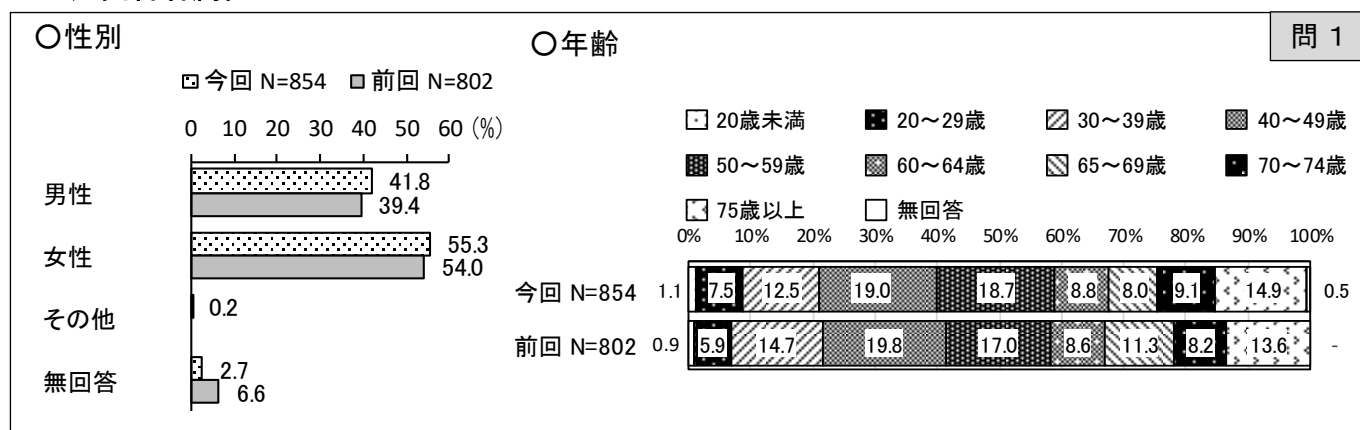 ○性別
○年齢
問 1
今回 N=854 前回 N=802
0 10 20 30 40 50 60 (%)
男性
41.8
39.4
女性
55.3
54.0
その他
0.2
無回答
2.7
6.6
20歳未満 20～29歳 30～39歳 40～49歳
50～59歳 60～64歳 65～69歳 70～74歳
75歳以上 無回答
0% 10% 20% 30% 40% 50% 60% 70% 80% 90% 100%
今回 N=854 1.1 7.5 12.5 19.0 18.7 8.8 8.0 9.1 14.9 0.5
前回 N=802 0.9 5.9 14.7 19.8 17.0 8.6 11.3 8.2 13.6 -